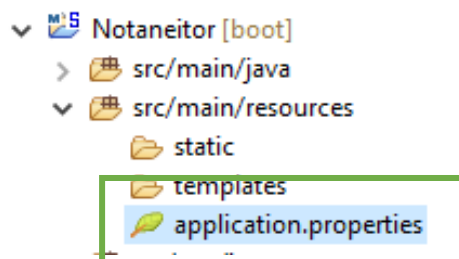 Notaneitor [boot]
src/main/java
src/main/resources
static
templates
application.properties